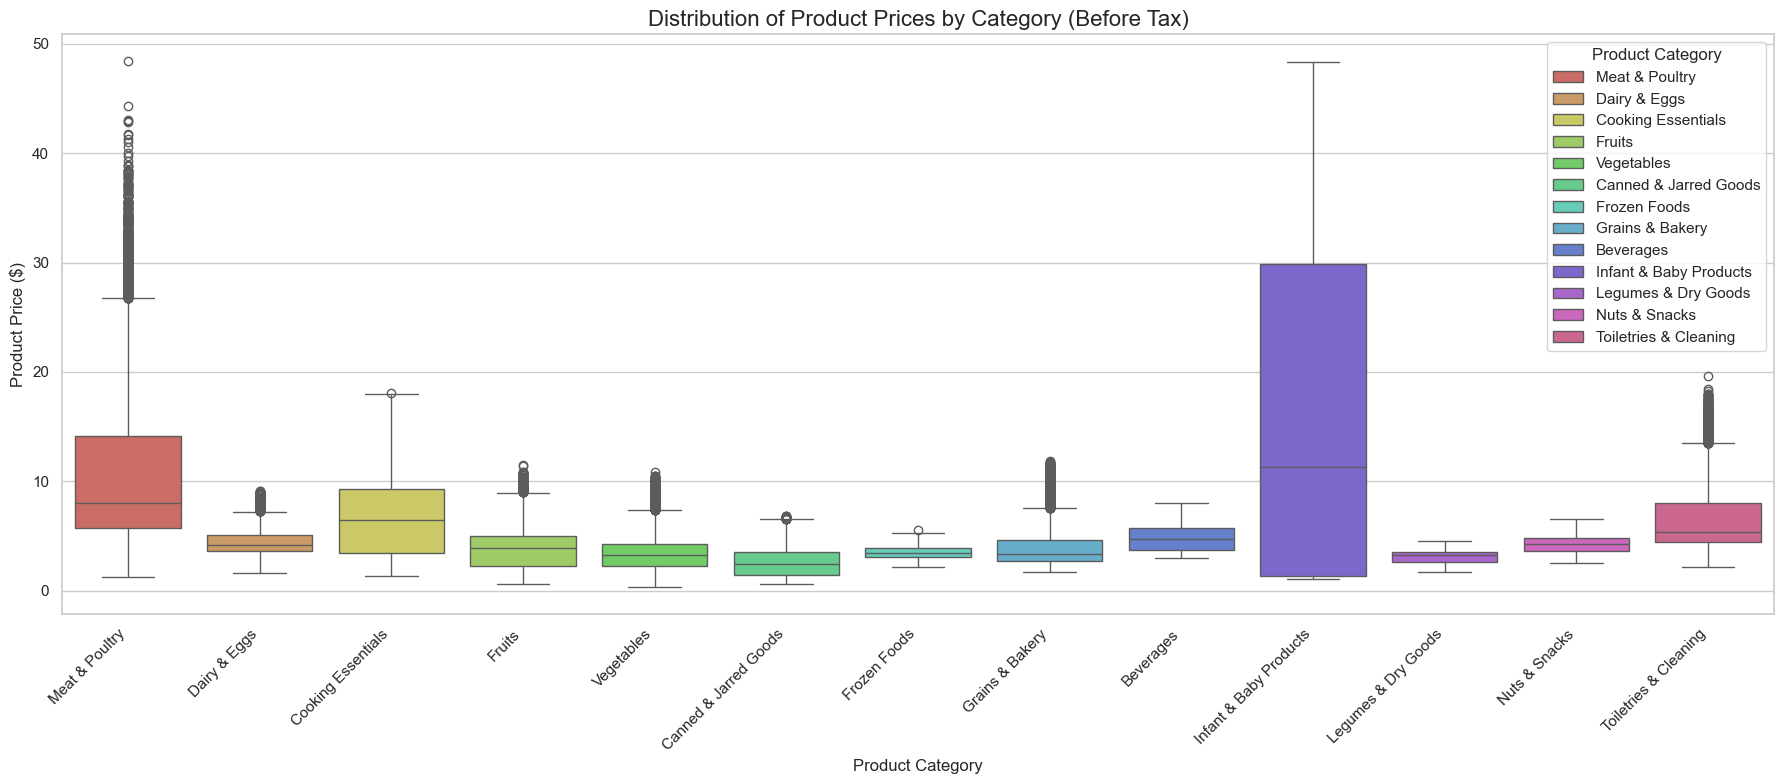 Distribution of Product Prices by Category (Before Tax)
Product Price ($)
50
40
30
20
10
0
Product Category
Meat & Poultry
Dairy & Eggs
Cooking Essentials
Fruits
Vegetables
Canned & Jarred Goods
Frozen Foods
Grains & Bakery
Beverages
Infant & Baby Products
Legumes & Dry Goods
Nuts & Snacks
Toiletries & Cleaning
Meat & Poultry
Dairy & Eggs
Cooking Essentials
Fruits
Vegetables
Canned & Jarred Goods
Frozen Foods
Grains & Bakery
Beverages
Infant & Baby Products
Legumes & Dry Goods
Nuts & Snacks
Toiletries & Cleaning
Product Category